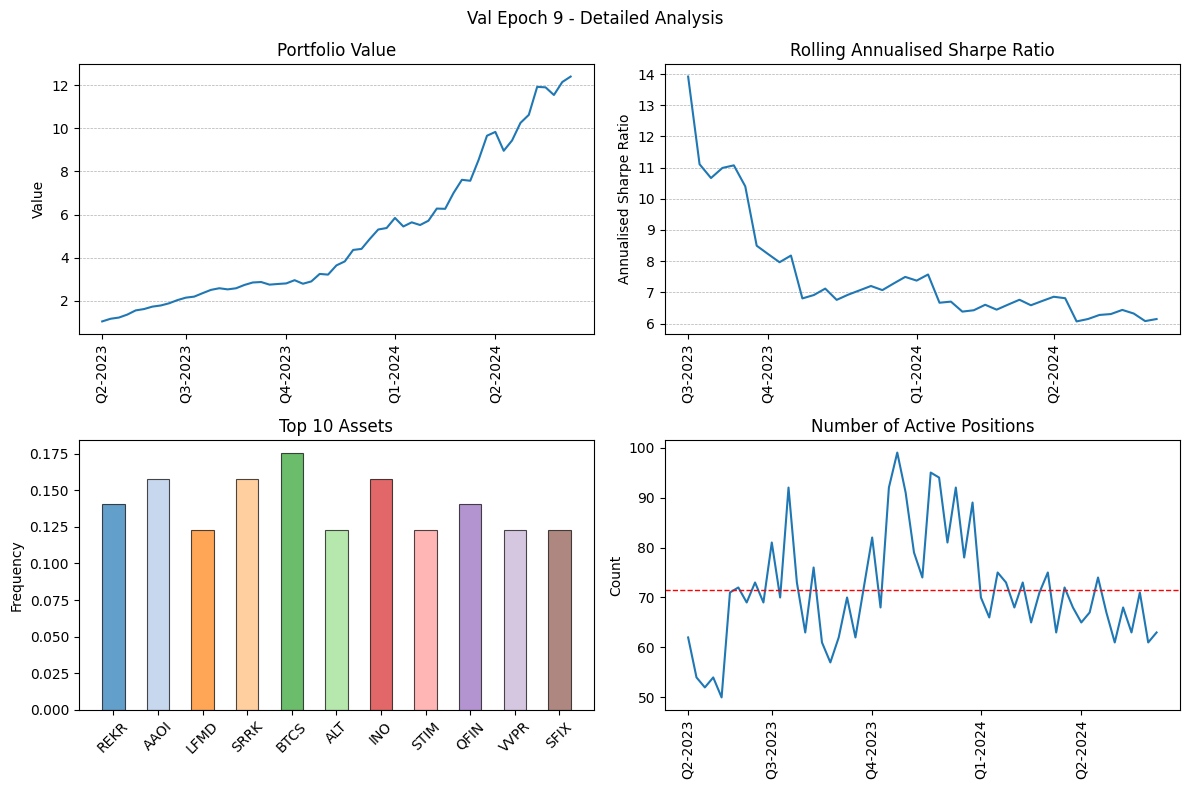 Val Epoch 9 - Detailed Analysis
Portfolio Value
Value
12
10
8
6
4
2
Q2-2023
Q3-2023
Q4-2023
Q1-2024
Q2-2024
Rolling Annualised Sharpe Ratio
Annualised Sharpe Ratio
14
13
12
11
10
9
8
7
6
Q3-2023
Q4-2023
Q1-2024
Q2-2024
Top 10 Assets
Frequency
0.175
0.150
0.125
0.100
0.075
0.050
0.025
0.000
REKR
AAOI
LFMD
SRRK
BTCS
ALT
INO
STIM
QFIN
VVPR
SFIX
Number of Active Positions
Count
100
90
80
70
60
50
Q2-2023
Q3-2023
Q4-2023
Q1-2024
Q2-2024